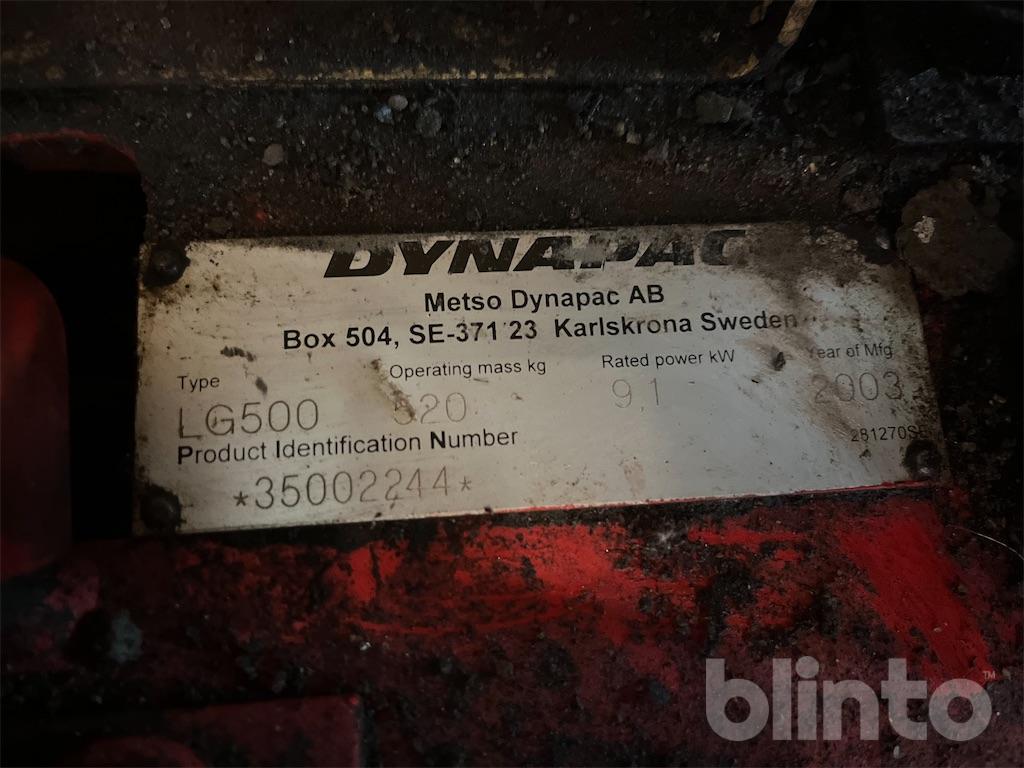 DYNAPAC
Metso Dynapac AB
Box 504, SE-371 23 Karlskrona Sweden
Type Operating mass kg Rated power kW Year of Mfg
LG500 520 9,1 2003
Product Identification Number
281270SE
*35002244*
blinto™